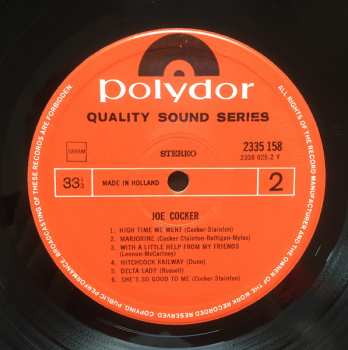 polydor
QUALITY SOUND SERIES
STEREO
2335 158
2335 025-2 Y
33⅓
MADE IN HOLLAND
2
JOE COCKER
1. HIGH TIME WE WENT (Cocker-Stainton)
2. MARJORINE (Cocker-Stainton-Rattigan-Myles)
3. WITH A LITTLE HELP FROM MY FRIENDS
(Lennon-McCartney)
4. HITCHCOCK RAILWAY (Dunn)
5. DELTA LADY (Russell)
6. SHE'S SO GOOD TO ME (Cocker Stainton)
ALL RIGHTS OF THE RECORD MANUFACTURER AND OF THE OWNER OF THE WORK RECORDED RESERVED. COPYING, PUBLIC PERFORMANCE, BROADCASTING OF THESE RECORDS ARE FORBIDDEN.